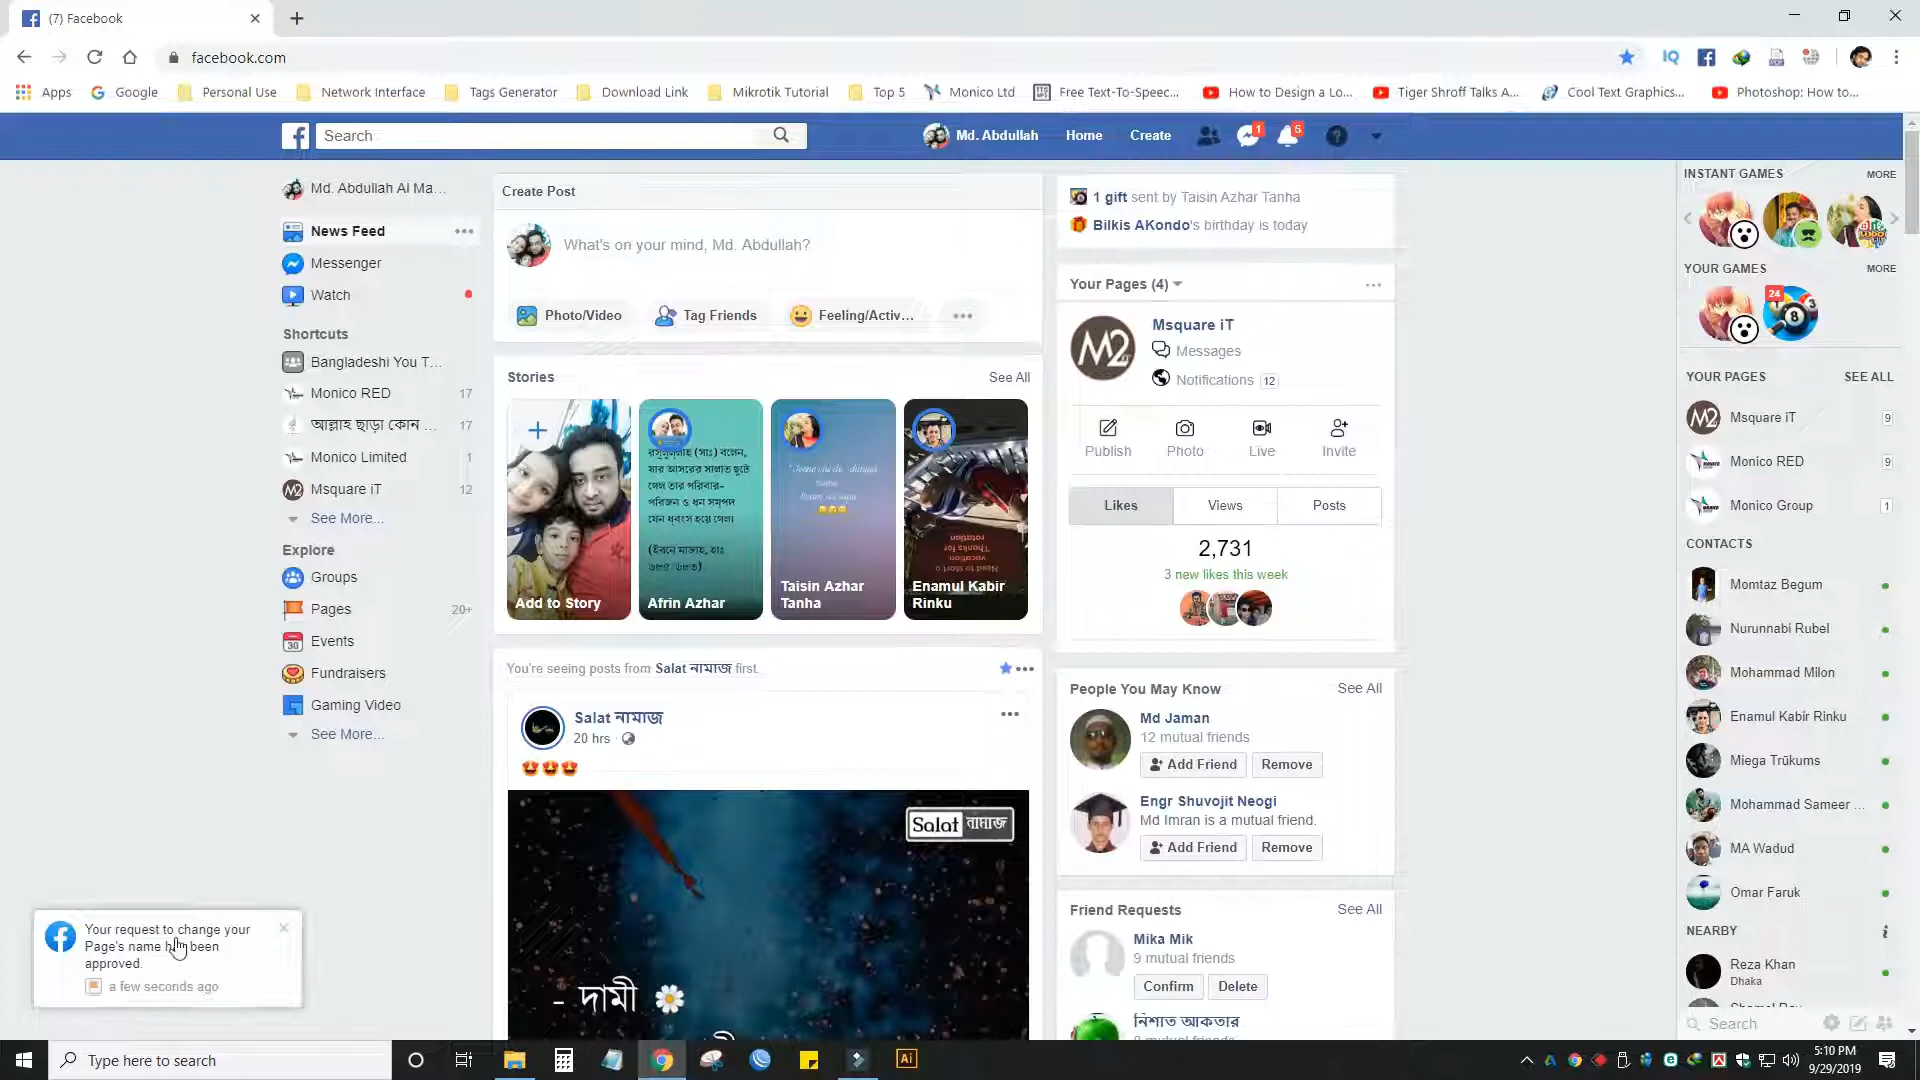 (7) Facebook
facebook.com
IQ
Apps
Google
Personal Use
Network Interface
Tags Generator
Download Link
Mikrotik Tutorial
Top 5
Monico Ltd
Free Text-To-Speec...
How to Design a Lo...
Tiger Shroff Talks A...
Cool Text Graphics...
Photoshop: How to...
Search
Md. Abdullah
Home
Create
1
6
Md. Abdullah Al Ma...
News Feed
Messenger
Watch
Shortcuts
Bangladeshi You T...
Monico RED 17
আল্লাহ ছাড়া কোন ... 17
Monico Limited 1
Msquare iT 12
See More...
Explore
Groups
Pages 20+
Events
Fundraisers
Gaming Video
See More...
Create Post
What's on your mind, Md. Abdullah?
Photo/Video
Tag Friends
Feeling/Activ...
Stories
See All
Add to Story
Afrin Azhar
Taisin Azhar
Tanha
Enamul Kabir
Rinku
You're seeing posts from Salat নামাজ first.
Salat নামাজ
20 hrs
Salat নামাজ
- দামী
1 gift sent by Taisin Azhar Tanha
Bilkis AKondo's birthday is today
Your Pages (4)
Msquare iT
Messages
Notifications 12
Publish
Photo
Live
Invite
Likes
Views
Posts
2,731
3 new likes this week
People You May Know
See All
Md Jaman
12 mutual friends
Add Friend
Remove
Engr Shuvojit Neogi
Md Imran is a mutual friend.
Add Friend
Remove
Friend Requests
See All
Mika Mik
9 mutual friends
Confirm
Delete
নিশাত আকতার
INSTANT GAMES
MORE
YOUR GAMES
MORE
24
YOUR PAGES
SEE ALL
Msquare iT 9
Monico RED 9
Monico Group 1
CONTACTS
Momtaz Begum
Nurunnabi Rubel
Mohammad Milon
Enamul Kabir Rinku
Miega Trūkums
Mohammad Sameer ...
MA Wadud
Omar Faruk
NEARBY
Reza Khan
Dhaka
Search
Your request to change your
Page's name has been
approved.
a few seconds ago
Type here to search
Ai
5:10 PM
9/29/2019